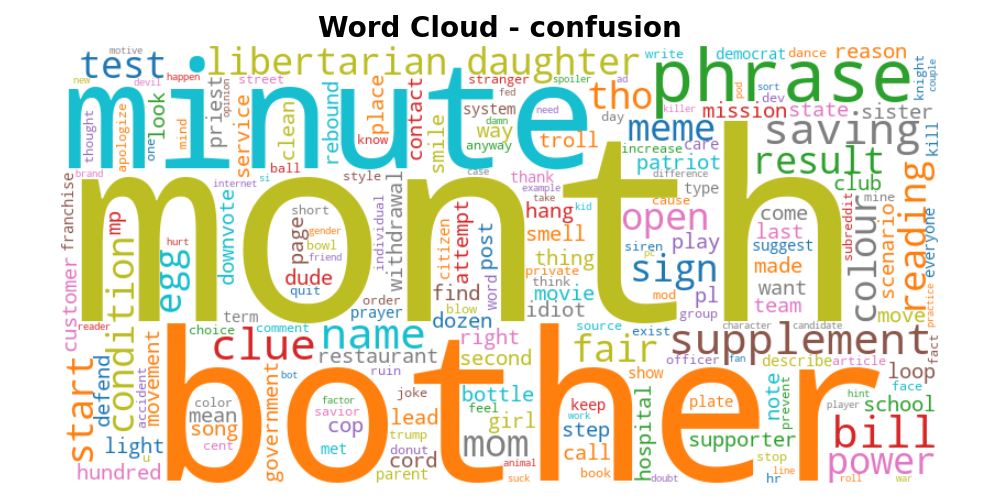 Word Cloud - confusion
test libertarian daughter write democrat dance reason
motive new devil happen opinion street stranger spoiler ad pod sort dev couple
minute tho phrase knight
look priest service clean rebound place contact smile fed system damn need way anyway troll day killer mission state sister
thought apologize one mind ball know meme increase care saving kill
brand internet si style case thank example take kid difference patriot result
month
franchise customer mp condition egg hurt downvote individual withdrawal type cause club mine
short gender page bowl friend dude quit citizen attempt post word hang smell private thing think movie idiot open siren pc play sign mod pl group
come last suggest made want team colour subreddit scenario reading everyone move practice
term order prayer blow find dozen
bother
reader start defend movement accident choice comment clue name restaurant right second source exist fair supplement character candidate fact
bot ruin officer fan describe article loop
color mean song cent light u hundred government factor savior cop met joke lead trump donut cord parent
bottle feel girl mom animal suck keep work step call book show hospital plate supporter doubt
note prevent hint face player school stop line hr roll war bill power